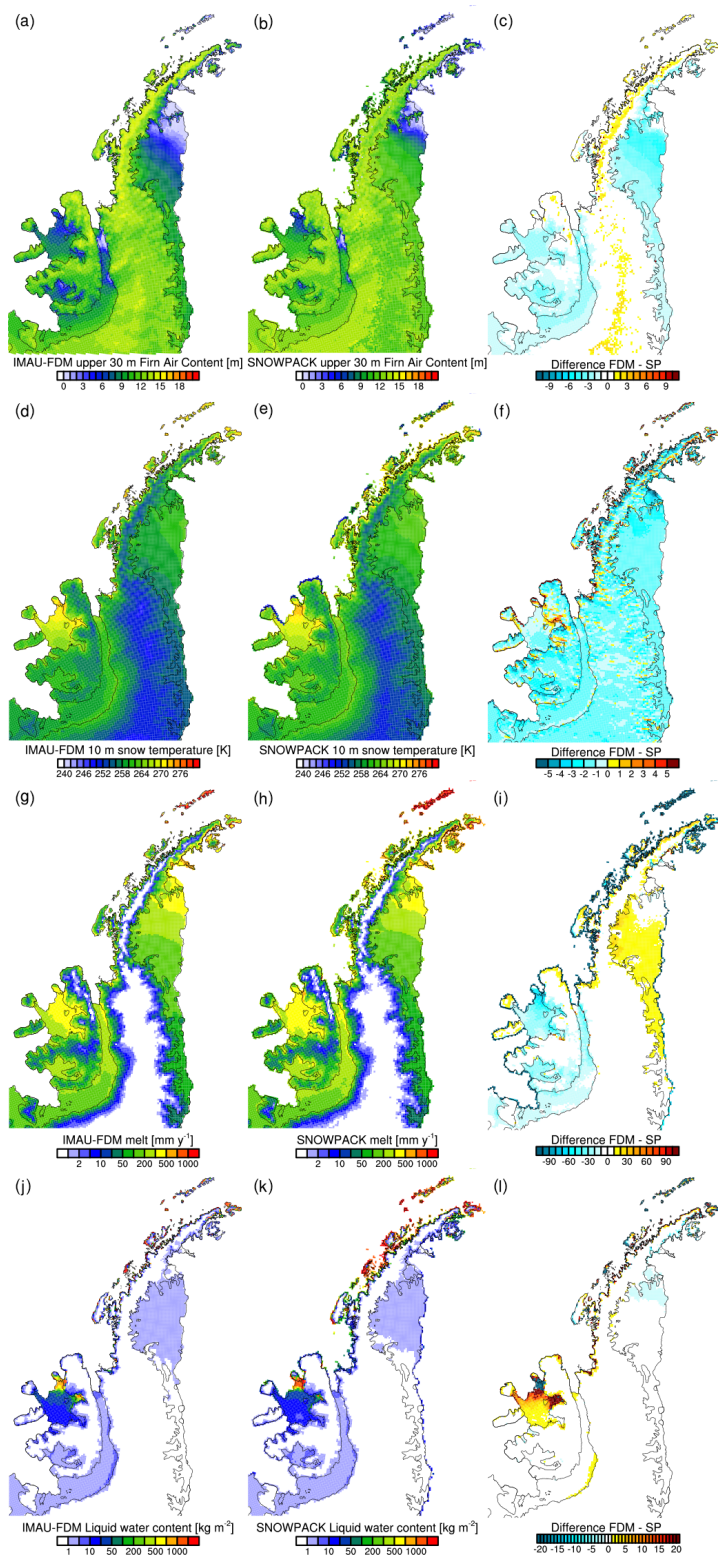 (a) (b) (c)
IMAU-FDM upper 30 m Firn Air Content [m] SNOWPACK upper 30 m Firn Air Content [m] Difference FDM - SP
0 3 6 9 12 15 18 0 3 6 9 12 15 18 -9 -6 -3 0 3 6 9
(d) (e) (f)
IMAU-FDM 10 m snow temperature [K] SNOWPACK 10 m snow temperature [K] Difference FDM - SP
240 246 252 258 264 270 276 240 246 252 258 264 270 276 -5 -4 -3 -2 -1 0 1 2 3 4 5
(g) (h) (i)
IMAU-FDM melt [mm y⁻¹] SNOWPACK melt [mm y⁻¹] Difference FDM - SP
2 10 50 200 500 1000 2 10 50 200 500 1000 -90 -60 -30 0 30 60 90
(j) (k) (l)
IMAU-FDM Liquid water content [kg m⁻²] SNOWPACK Liquid water content [kg m⁻²] Difference FDM - SP
1 10 50 200 500 1000 1 10 50 200 500 1000 -20 -15 -10 -5 0 5 10 15 20